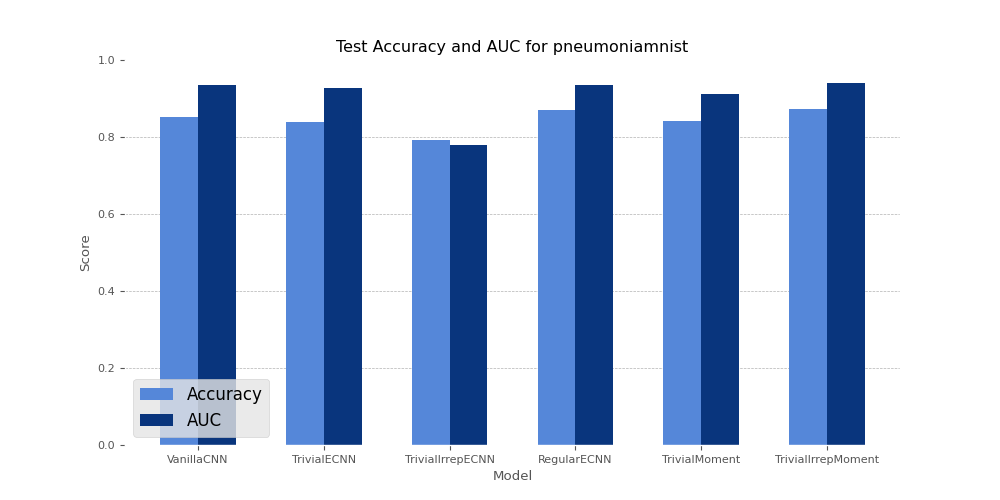 Test Accuracy and AUC for pneumoniamnist
1.0
0.8
0.6
0.4
0.2
0.0
Score
Accuracy
AUC
VanillaCNN TrivialECNN TrivialIrrepECNN RegularECNN TrivialMoment TrivialIrrepMoment
Model